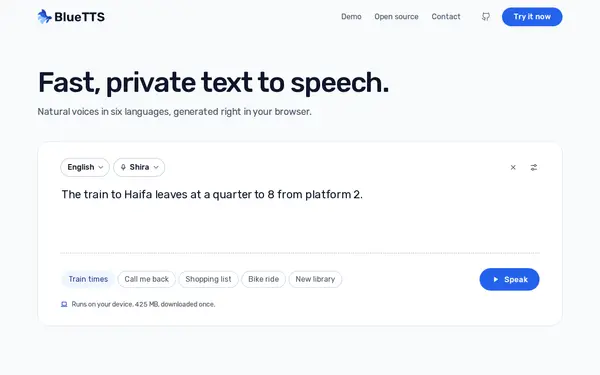 BlueTTS
Demo Open source Contact Try it now
Fast, private text to speech.
Natural voices in six languages, generated right in your browser.
English Shira
The train to Haifa leaves at a quarter to 8 from platform 2.
Train times Call me back Shopping list Bike ride New library Speak
Runs on your device. 425 MB, downloaded once.